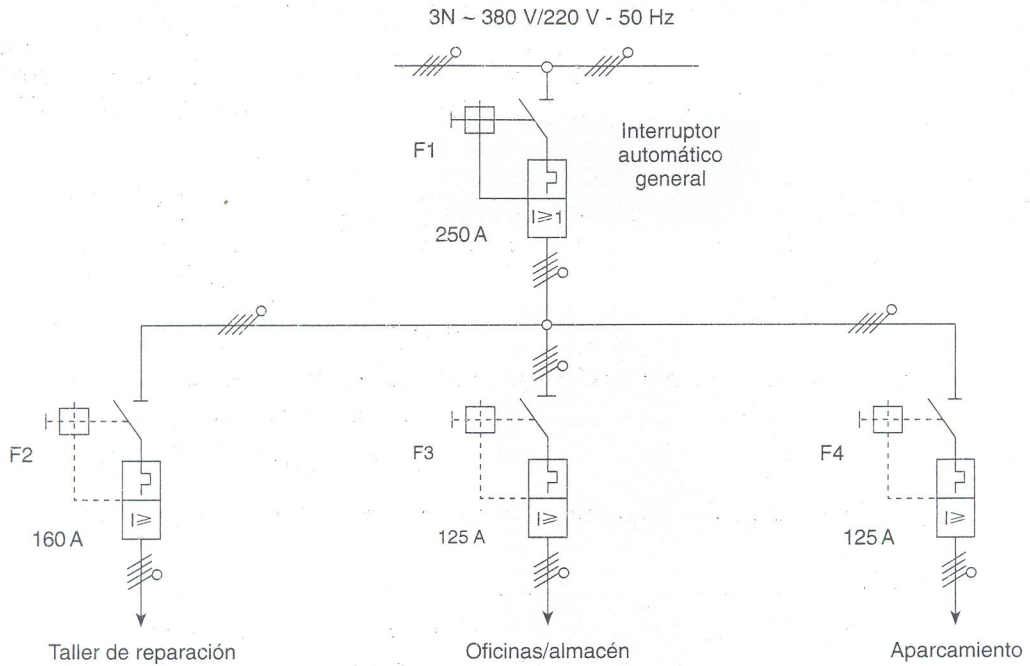 3N ~ 380 V/220 V - 50 Hz
F1
Interruptor
automático
general
I≥1
250 A
F2
F3
F4
I≥
I≥
I≥
160 A
125 A
125 A
Taller de reparación
Oficinas/almacén
Aparcamiento